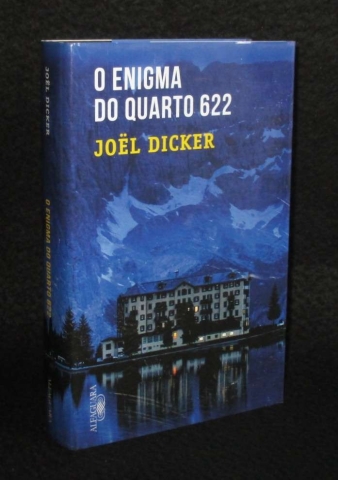 O ENIGMA
DO QUARTO 622
JOËL DICKER
ALFAGUARA
JOËL DICKER
O ENIGMA DO QUARTO 622